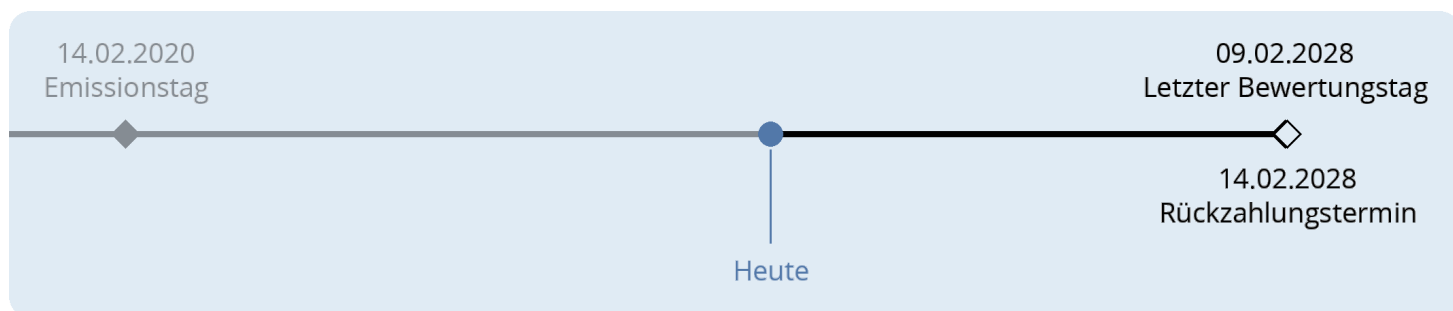 14.02.2020
Emissionstag
09.02.2028
Letzter Bewertungstag
14.02.2028
Rückzahlungstermin
Heute